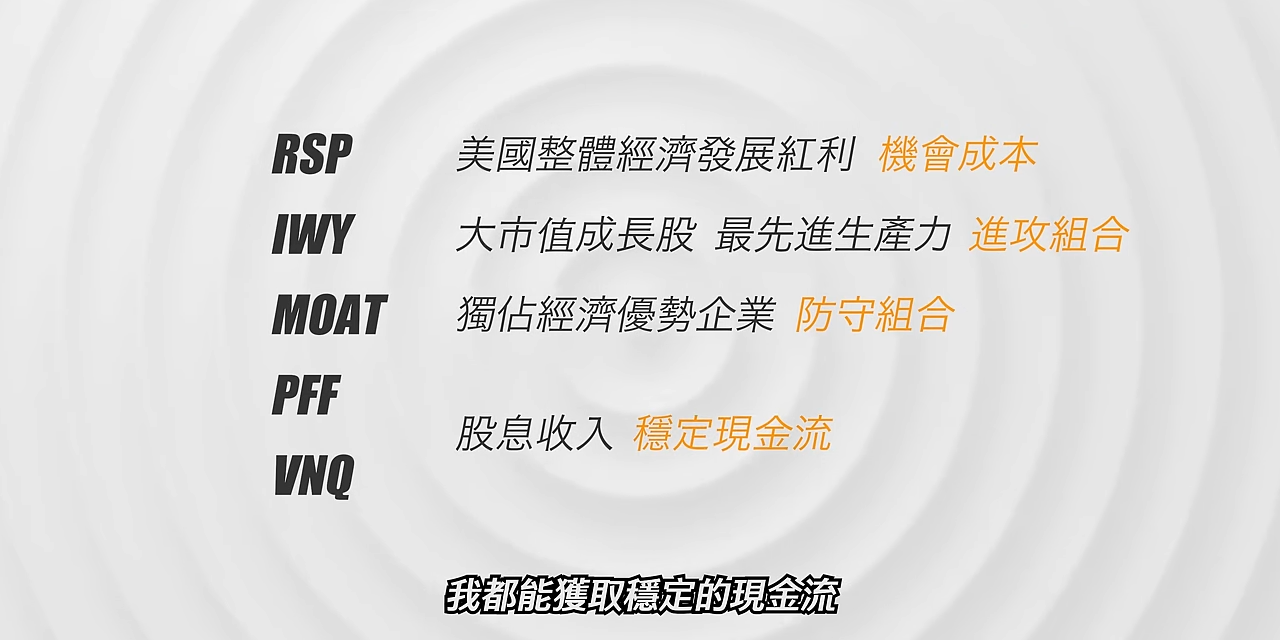 RSP 美國整體經濟發展紅利 機會成本
IWY 大市值成長股 最先進生產力 進攻組合
MOAT 獨佔經濟優勢企業 防守組合
PFF
股息收入 穩定現金流
VNQ
我都能獲取穩定的現金流